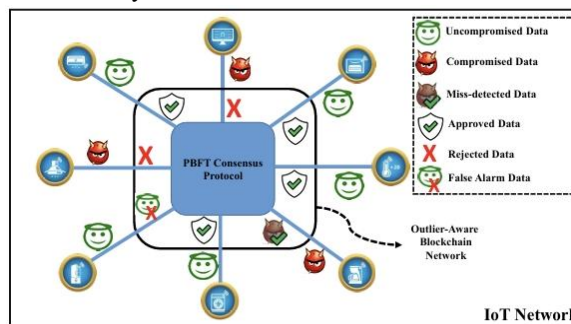 Uncompromised Data
Compromised Data
Miss-detected Data
Approved Data
Rejected Data
False Alarm Data
PBFT Consensus
Protocol
Outlier-Aware
Blockchain
Network
IoT Network